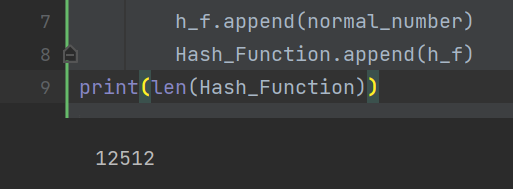 7 h_f.append(normal_number)
8 Hash_Function.append(h_f)
9 print(len(Hash_Function))
12512